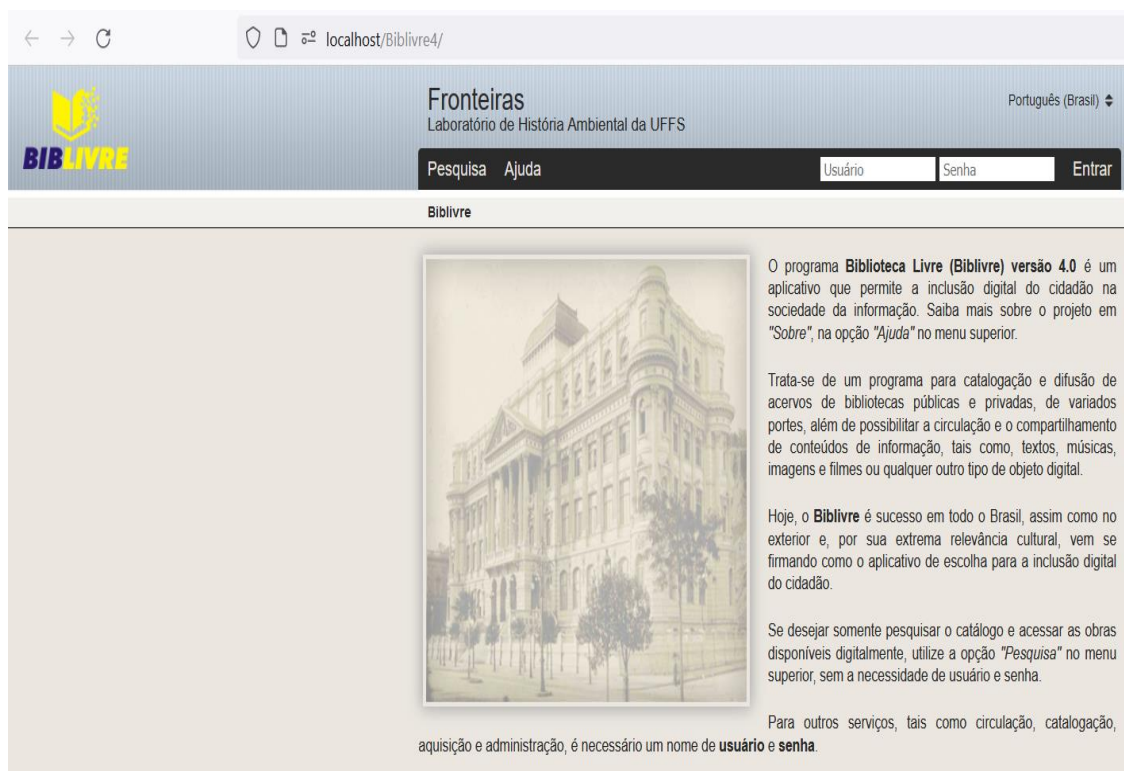 localhost/Biblivre4/
BIBLIVRE
Fronteiras
Laboratório de História Ambiental da UFFS
Português (Brasil)
Pesquisa Ajuda Usuário Senha Entrar
Biblivre
O programa Biblioteca Livre (Biblivre) versão 4.0 é um
aplicativo que permite a inclusão digital do cidadão na
sociedade da informação. Saiba mais sobre o projeto em
"Sobre", na opção "Ajuda" no menu superior.
Trata-se de um programa para catalogação e difusão de
acervos de bibliotecas públicas e privadas, de variados
portes, além de possibilitar a circulação e o compartilhamento
de conteúdos de informação, tais como, textos, músicas,
imagens e filmes ou qualquer outro tipo de objeto digital.
Hoje, o Biblivre é sucesso em todo o Brasil, assim como no
exterior e, por sua extrema relevância cultural, vem se
firmando como o aplicativo de escolha para a inclusão digital
do cidadão.
Se desejar somente pesquisar o catálogo e acessar as obras
disponíveis digitalmente, utilize a opção "Pesquisa" no menu
superior, sem a necessidade de usuário e senha.
Para outros serviços, tais como circulação, catalogação,
aquisição e administração, é necessário um nome de usuário e senha.